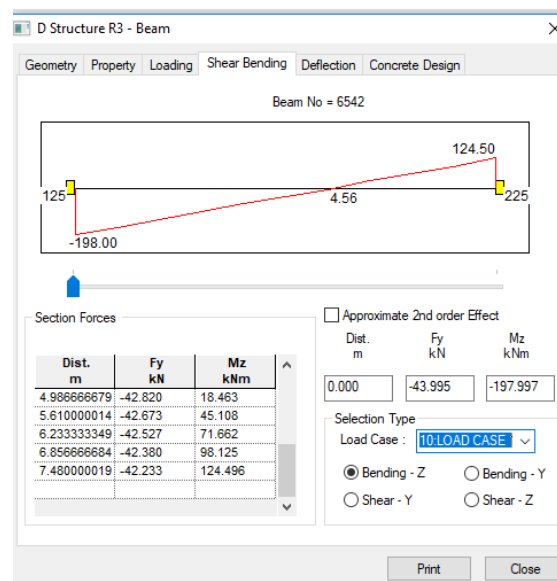 D Structure R3 - Beam
Geometry Property Loading Shear Bending Deflection Concrete Design
Beam No = 6542
124.50
125 4.56 225
-198.00
Section Forces
Approximate 2nd order Effect
Dist. Fy Mz
m kN kNm
0.000 -43.995 -197.997
Dist. Fy Mz
m kN kNm
4.986666679 -42.820 18.463
5.610000014 -42.673 45.108
6.233333349 -42.527 71.662
6.856666684 -42.380 98.125
7.480000019 -42.233 124.496
Selection Type
Load Case : 10:LOAD CASE
Bending - Z Bending - Y
Shear - Y Shear - Z
Print Close